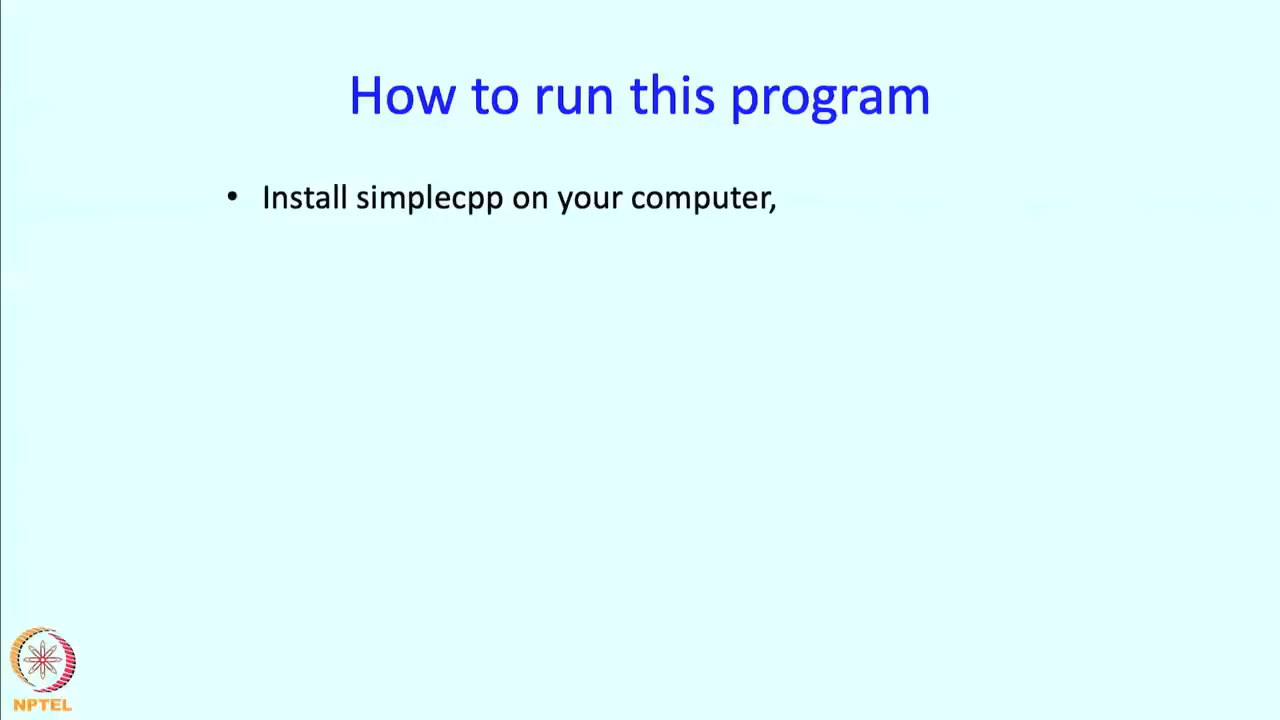 How to run this program
• Install simplecpp on your computer,
NPTEL